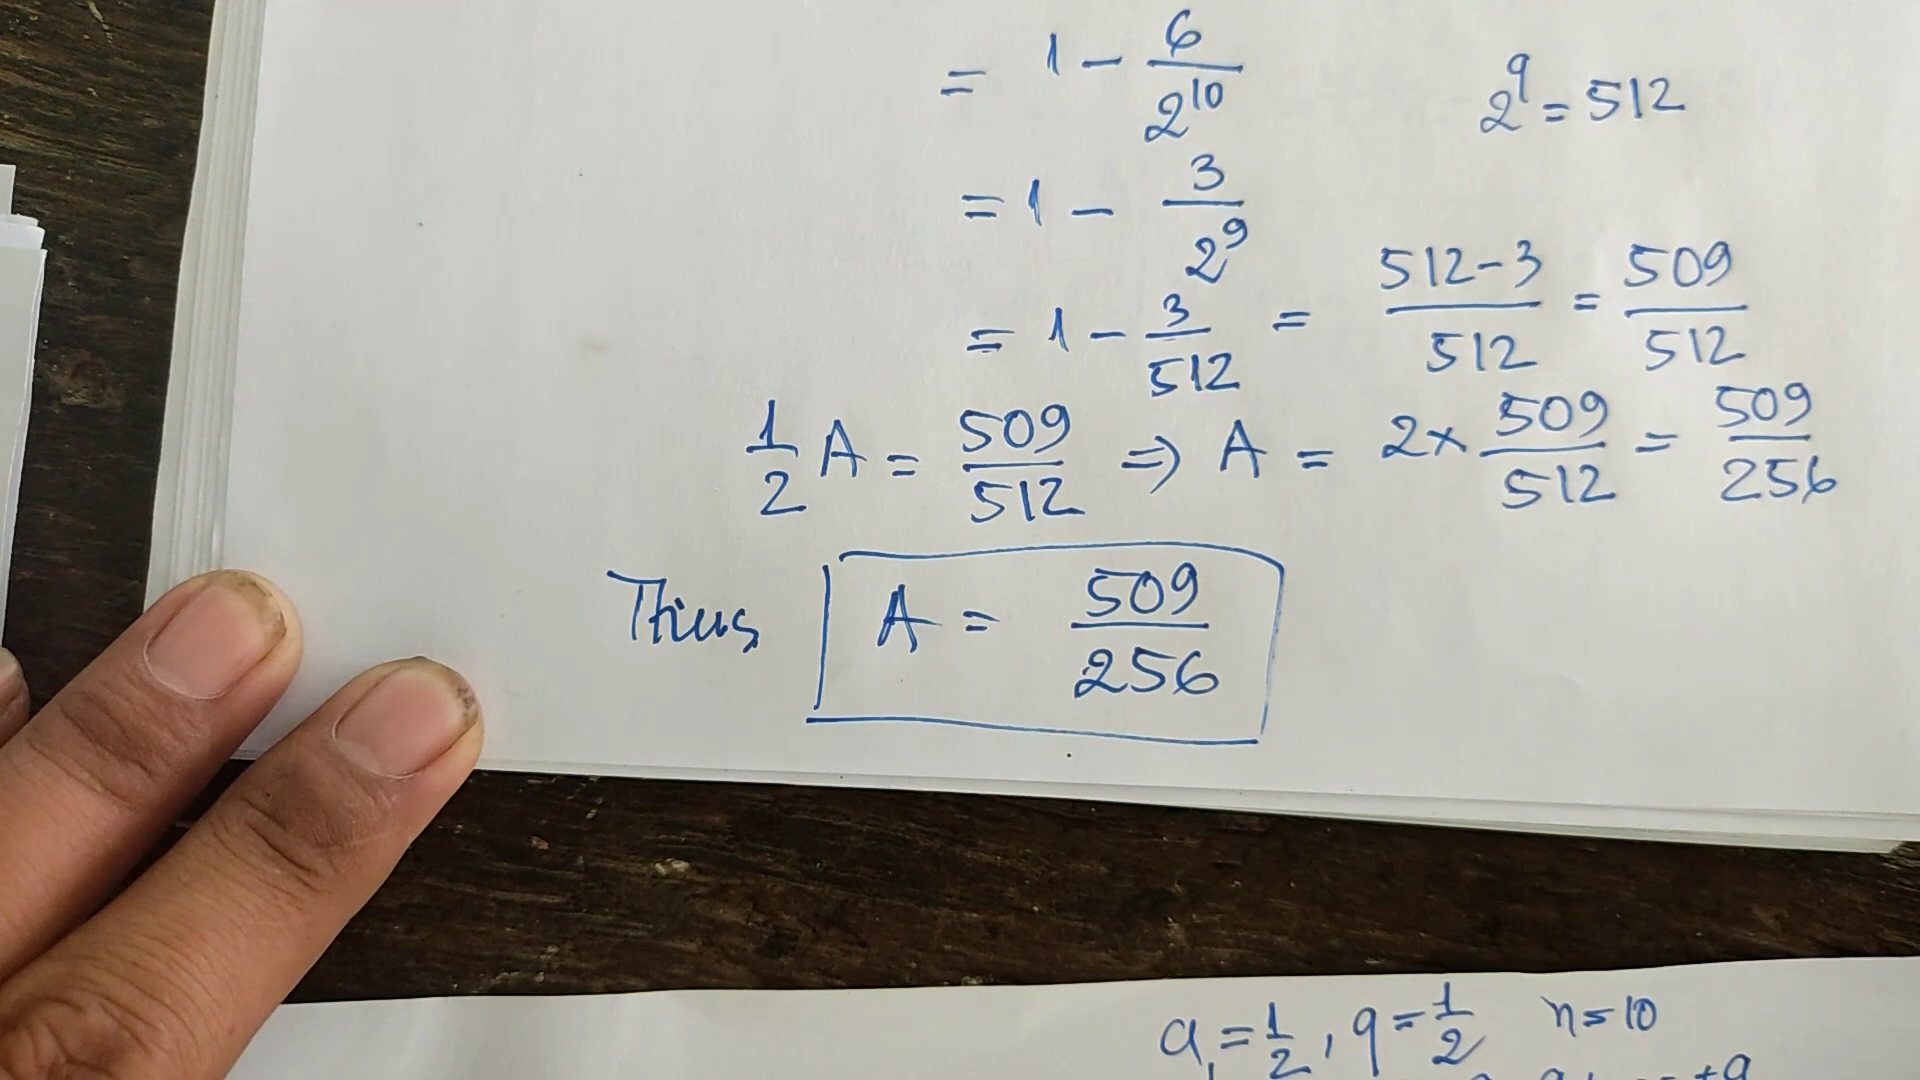 = 1 - 6/2^10   2^9 = 512
= 1 - 3/2^9
= 1 - 3/512 = (512-3)/512 = 509/512
1/2 A = 509/512 ⇒ A = 2 × 509/512 = 509/256
Thus A = 509/256
a_1 = 1/2, q = 1/2 n = 10